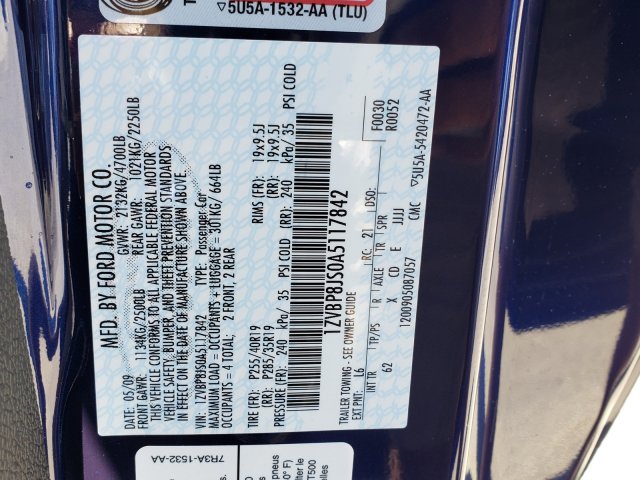 5U5A-1532-AA (TLU)
MFD. BY FORD MOTOR CO.
DATE: 05/09 GVWR: 2132KG/4700LB
FRONT GAWR: 1134KG/2500LB REAR GAWR: 1021KG/2250LB
THIS VEHICLE CONFORMS TO ALL APPLICABLE FEDERAL MOTOR
VEHICLE SAFETY, BUMPER, AND THEFT PREVENTION STANDARDS
IN EFFECT ON THE DATE OF MANUFACTURE SHOWN ABOVE.
VIN: 1ZVBP8JS0A5117842 TYPE: Passenger Car
MAXIMUM LOAD = OCCUPANTS + LUGGAGE = 301KG/ 664LB
OCCUPANTS = 4 TOTAL; 2 FRONT, 2 REAR
TIRE (FR): P255/40R19 RIMS (FR): 19x9.5J
TIRE (RR): P285/35R19 RIMS (RR): 19x9.5J
PRESSURE (FR): 240 kPa/ 35 PSI COLD (RR): 240 kPa/ 35 PSI COLD
1ZVBP8JS0A5117842
TRAILER TOWING - SEE OWNER GUIDE
EXT PNT: L6 RC: 21 DSO: F0030
R0052
INT TR TP/PS R AXLE TR SPR
62 X CD E JJJJ
1200905087057 CMC ▽5U5A-5420472-AA
7R3A-1532-AA